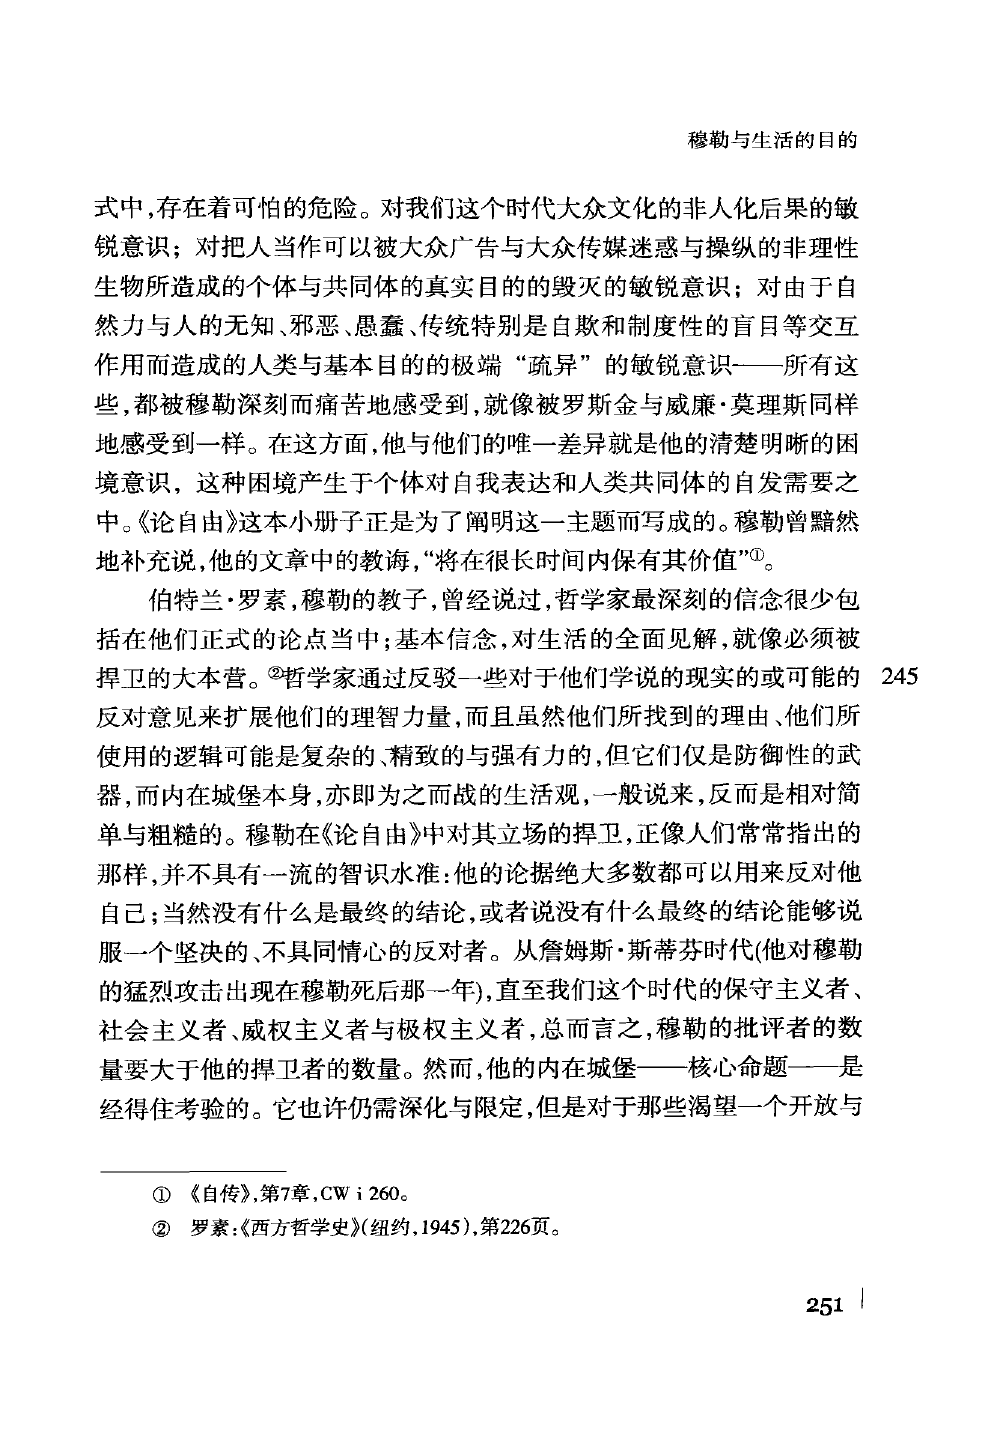 穆勒与生活的目的
式中,存在着可怕的危险。对我们这个时代大众文化的非人化后果的敏
锐意识；对把人当作可以被大众广告与大众传媒迷惑与操纵的非理性
生物所造成的个体与共同体的真实目的的毁灭的敏锐意识；对由于自
然力与人的无知、邪恶、愚蠢、传统特别是自欺和制度性的盲目等交互
作用而造成的人类与基本目的的极端“疏异”的敏锐意识——所有这
些,都被穆勒深刻而痛苦地感受到,就像被罗斯金与威廉·莫理斯同样
地感受到一样。在这方面,他与他们的唯一差异就是他的清楚明晰的困
境意识，这种困境产生于个体对自我表达和人类共同体的自发需要之
中。《论自由》这本小册子正是为了阐明这一主题而写成的。穆勒曾黯然
地补充说,他的文章中的教诲,“将在很长时间内保有其价值”①。
伯特兰·罗素,穆勒的教子,曾经说过,哲学家最深刻的信念很少包
括在他们正式的论点当中;基本信念,对生活的全面见解,就像必须被
捍卫的大本营。②哲学家通过反驳一些对于他们学说的现实的或可能的 245
反对意见来扩展他们的理智力量,而且虽然他们所找到的理由、他们所
使用的逻辑可能是复杂的、精致的与强有力的,但它们仅是防御性的武
器,而内在城堡本身,亦即为之而战的生活观,一般说来,反而是相对简
单与粗糙的。穆勒在《论自由》中对其立场的捍卫,正像人们常常指出的
那样,并不具有一流的智识水准:他的论据绝大多数都可以用来反对他
自己;当然没有什么是最终的结论,或者说没有什么最终的结论能够说
服一个坚决的、不具同情心的反对者。从詹姆斯·斯蒂芬时代(他对穆勒
的猛烈攻击出现在穆勒死后那一年),直至我们这个时代的保守主义者、
社会主义者、威权主义者与极权主义者,总而言之,穆勒的批评者的数
量要大于他的捍卫者的数量。然而,他的内在城堡——核心命题——是
经得住考验的。它也许仍需深化与限定,但是对于那些渴望一个开放与
① 《自传》,第7章,CW i 260。
② 罗素:《西方哲学史》(纽约,1945),第226页。
251